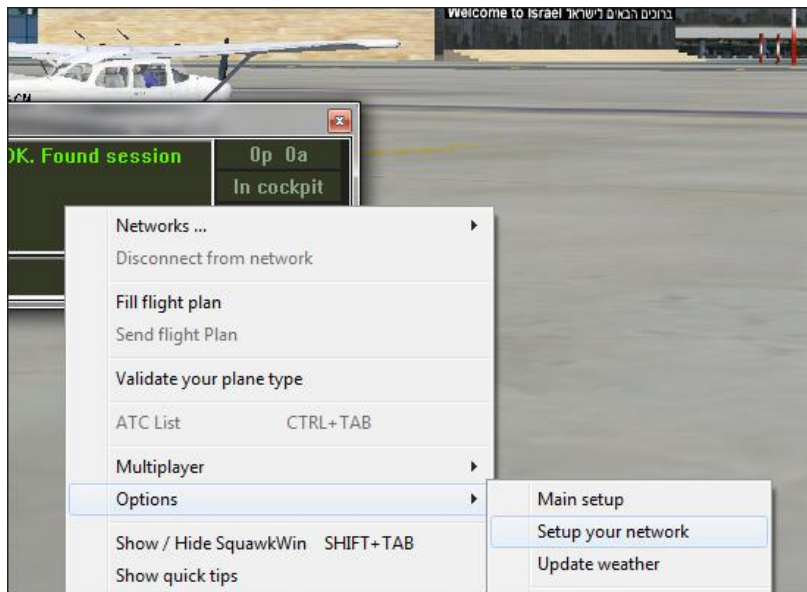 Welcome to Israel ברוכים הבאים לישראל
-CM
OK. Found session
0p 0a
In cockpit
Networks ...
Disconnect from network
Fill flight plan
Send flight Plan
Validate your plane type
ATC List CTRL+TAB
Multiplayer
Options
Main setup
Setup your network
Show / Hide SquawkWin SHIFT+TAB
Update weather
Show quick tips